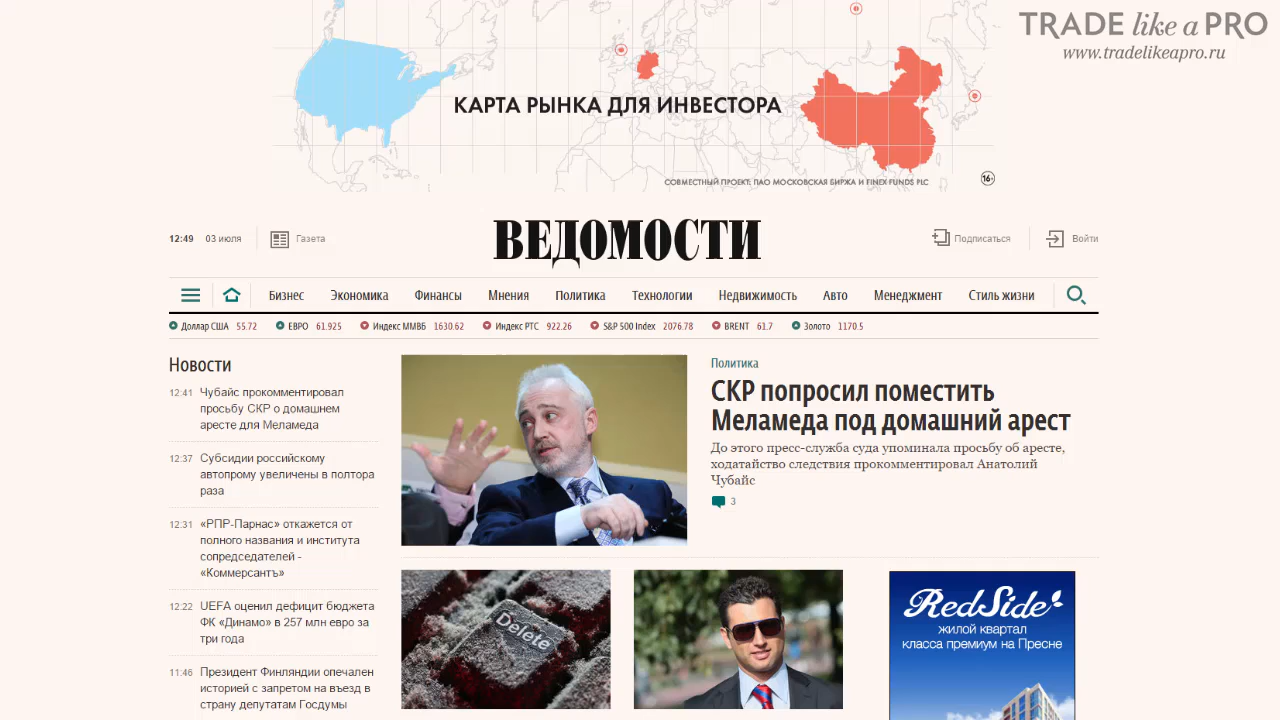 TRADE like a PRO
www.tradelikeapro.ru
КАРТА РЫНКА ДЛЯ ИНВЕСТОРА
СОВМЕСТНЫЙ ПРОЕКТ: ПАО МОСКОВСКАЯ БИРЖА И FINEX FUNDS PLC
16+
12:49 03 июля Газета
ВЕДОМОСТИ
Подписаться Войти
Бизнес Экономика Финансы Мнения Политика Технологии Недвижимость Авто Менеджмент Стиль жизни
Доллар США 55.72 ЕВРО 61.925 Индекс ММВБ 1630.62 Индекс РТС 922.26 S&P 500 Index 2076.78 BRENT 61.7 Золото 1170.5
Новости
12:41 Чубайс прокомментировал
просьбу СКР о домашнем
аресте для Меламеда
12:37 Субсидии российскому
автопрому увеличены в полтора
раза
12:31 «РПР-Парнас» откажется от
полного названия и института
сопредседателей -
«Коммерсантъ»
12:22 UEFA оценил дефицит бюджета
ФК «Динамо» в 257 млн евро за
три года
11:46 Президент Финляндии опечален
историей с запретом на въезд в
страну депутатам Госдумы
Политика
СКР попросил поместить
Меламеда под домашний арест
До этого пресс-служба суда упоминала просьбу об аресте,
ходатайство следствия прокомментировал Анатолий
Чубайс
3
Delete
RedSide
жилой квартал
класса премиум на Пресне